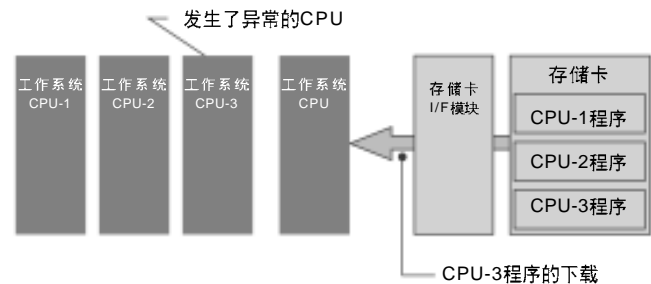 发生了异常的CPU
工作系统
CPU-1
工作系统
CPU-2
工作系统
CPU-3
工作系统
CPU
存储卡
I/F模块
存储卡
CPU-1程序
CPU-2程序
CPU-3程序
CPU-3程序的下载